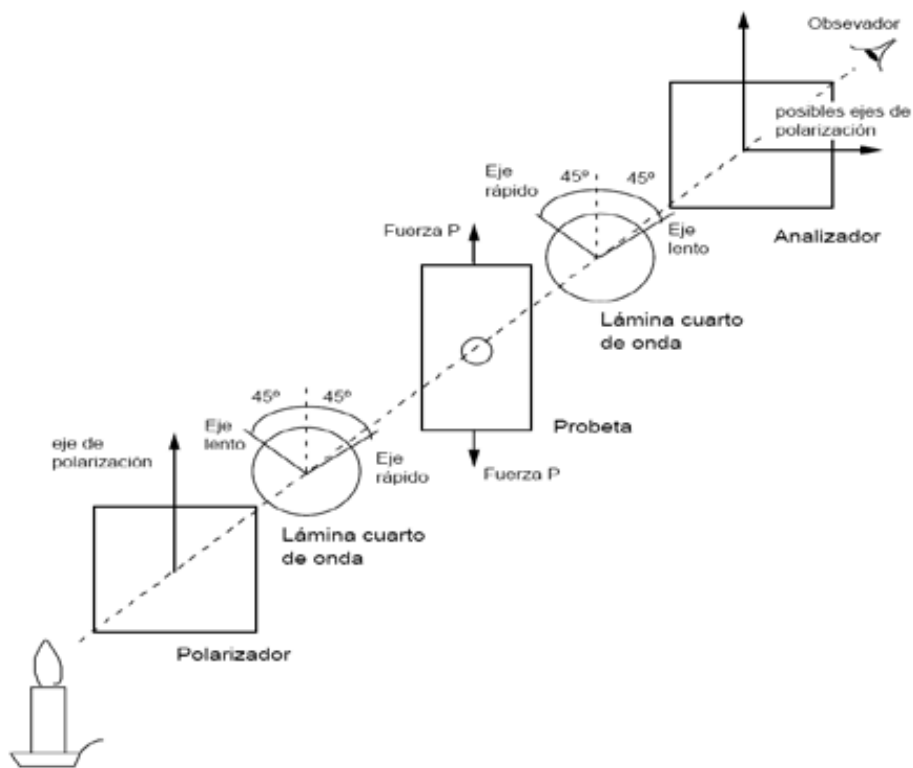 Obsevador
posibles ejes de
polarización
Analizador
Eje
rápido
45º
45º
Eje
lento
Lámina cuarto
de onda
Fuerza P
Probeta
Fuerza P
45º
45º
Eje
lento
Eje
rápido
Lámina cuarto
de onda
eje de
polarización
Polarizador